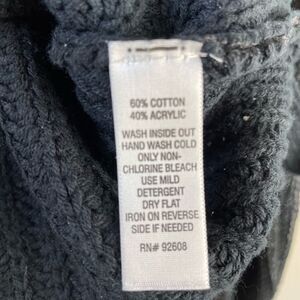 60% COTTON
40% ACRYLIC
WASH INSIDE OUT
HAND WASH COLD
ONLY NON-
CHLORINE BLEACH
USE MILD
DETERGENT
DRY FLAT
IRON ON REVERSE
SIDE IF NEEDED
RN# 92608